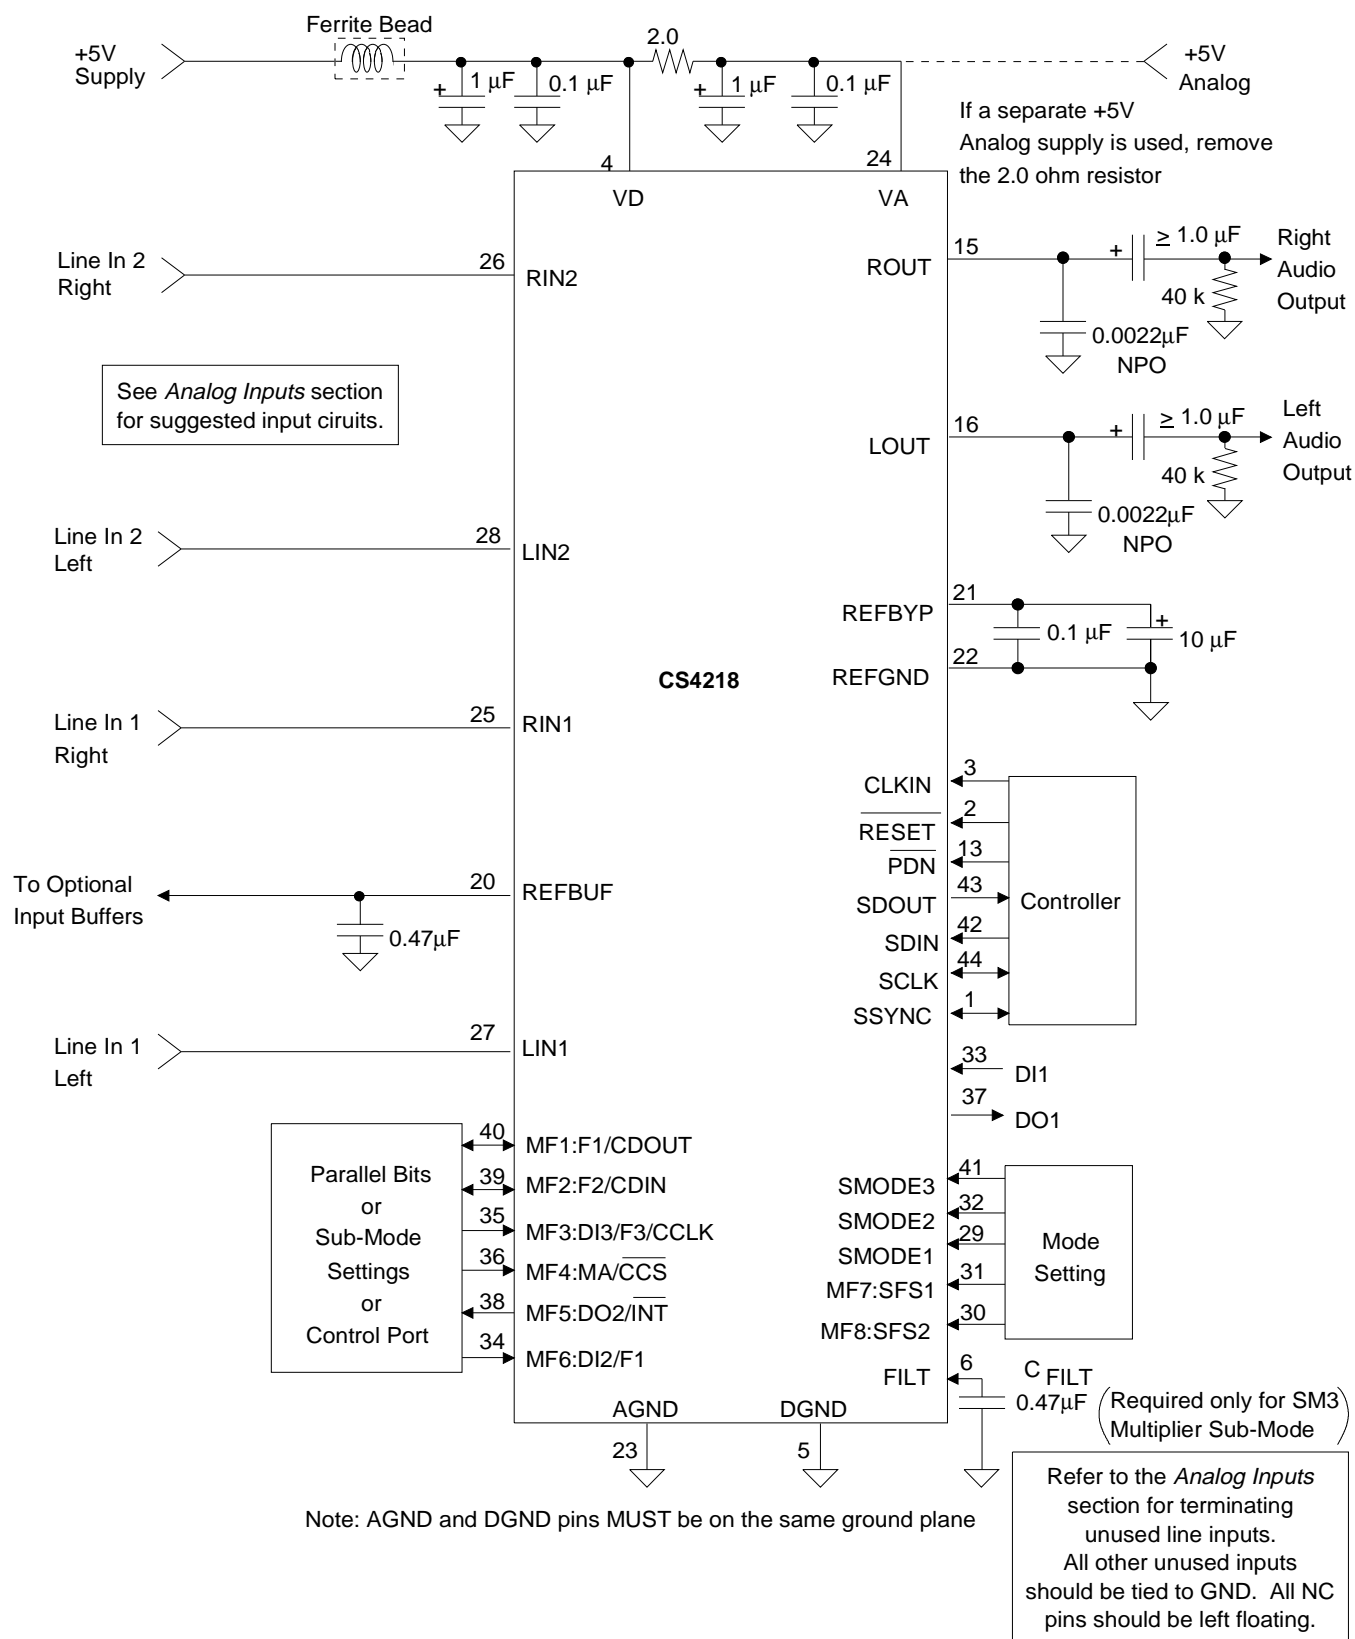 Ferrite Bead
+5V
Supply
2.0
+5V
Analog
+
1 μF
0.1 μF
+
1 μF
0.1 μF
If a separate +5V
Analog supply is used, remove
the 2.0 ohm resistor
4
24
VD
VA
Line In 2
Right
26
RIN2
ROUT
15
+
≥ 1.0 μF
Right
Audio
Output
40 k
0.0022μF
NPO
See Analog Inputs section
for suggested input ciruits.
LOUT
16
+
≥ 1.0 μF
Left
Audio
Output
40 k
0.0022μF
NPO
Line In 2
Left
28
LIN2
REFBYP
21
0.1 μF
+
10 μF
REFGND
22
CS4218
Line In 1
Right
25
RIN1
CLKIN
3
RESET
2
PDN
13
SDOUT
43
SDIN
42
SCLK
44
SSYNC
1
Controller
To Optional
Input Buffers
20
REFBUF
0.47μF
Line In 1
Left
27
LIN1
33
DI1
37
DO1
Parallel Bits
or
Sub-Mode
Settings
or
Control Port
40
MF1:F1/CDOUT
39
MF2:F2/CDIN
35
MF3:DI3/F3/CCLK
36
MF4:MA/CCS
38
MF5:DO2/INT
34
MF6:DI2/F1
SMODE3
41
SMODE2
32
SMODE1
29
MF7:SFS1
31
MF8:SFS2
30
Mode
Setting
FILT
6
C FILT
0.47μF
(Required only for SM3
Multiplier Sub-Mode)
AGND
DGND
23
5
Note: AGND and DGND pins MUST be on the same ground plane
Refer to the Analog Inputs
section for terminating
unused line inputs.
All other unused inputs
should be tied to GND. All NC
pins should be left floating.